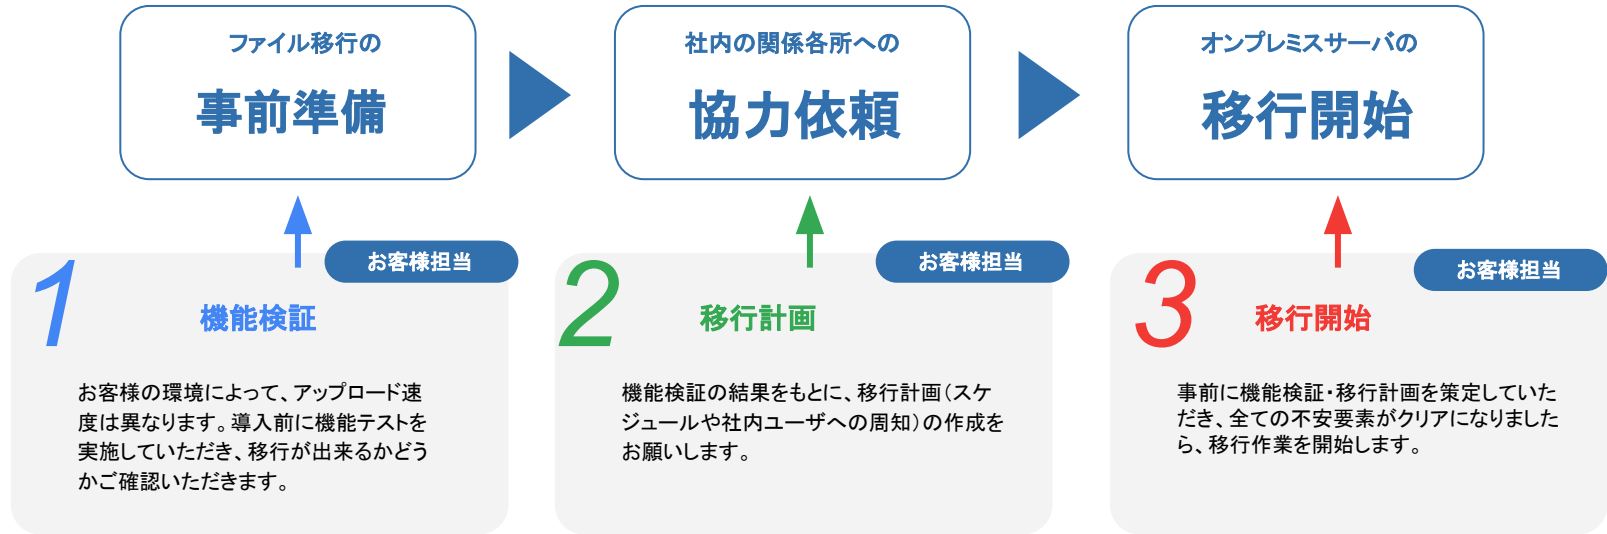 ファイル移行の
事前準備
社内の関係各所への
協力依頼
オンプレミスサーバの
移行開始
お客様担当
1
機能検証
お客様の環境によって、アップロード速
度は異なります。導入前に機能テストを
実施していただき、移行が出来るかどう
かご確認いただきます。
お客様担当
2
移行計画
機能検証の結果をもとに、移行計画（スケ
ジュールや社内ユーザへの周知）の作成を
お願いします。
お客様担当
3
移行開始
事前に機能検証・移行計画を策定していた
だき、全ての不安要素がクリアになりました
ら、移行作業を開始します。